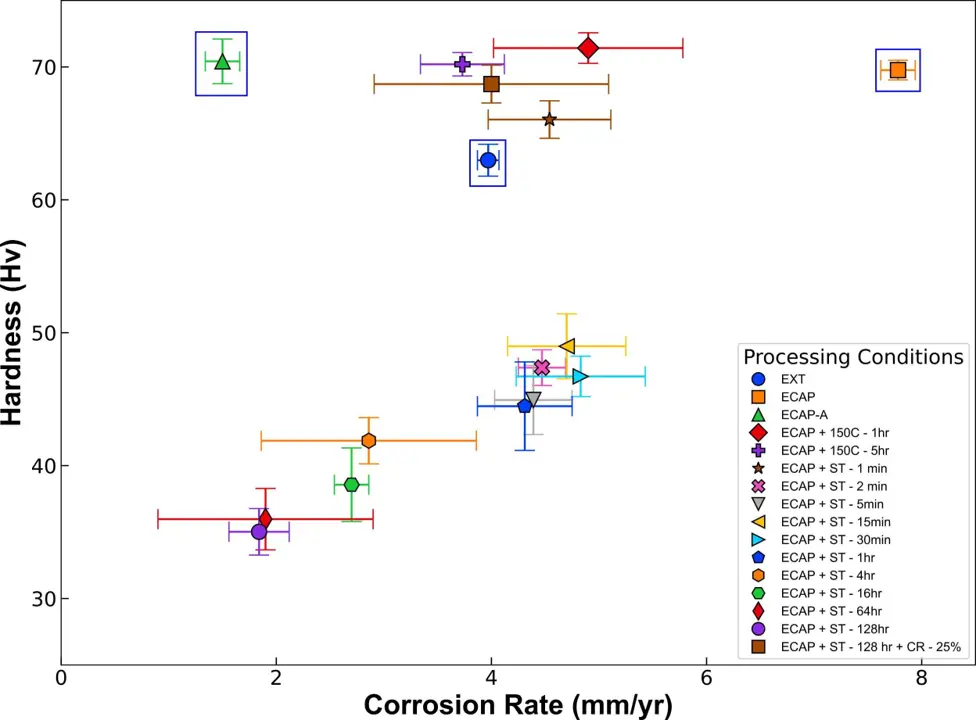 70
60
50
40
30
Hardness (Hv)
0 2 4 6 8
Corrosion Rate (mm/yr)
Processing Conditions
EXT
ECAP
ECAP-A
ECAP + 150C - 1hr
ECAP + 150C - 5hr
ECAP + ST - 1 min
ECAP + ST - 2 min
ECAP + ST - 5min
ECAP + ST - 15min
ECAP + ST - 30min
ECAP + ST - 1hr
ECAP + ST - 4hr
ECAP + ST - 16hr
ECAP + ST - 64hr
ECAP + ST - 128hr
ECAP + ST - 128 hr + CR - 25%